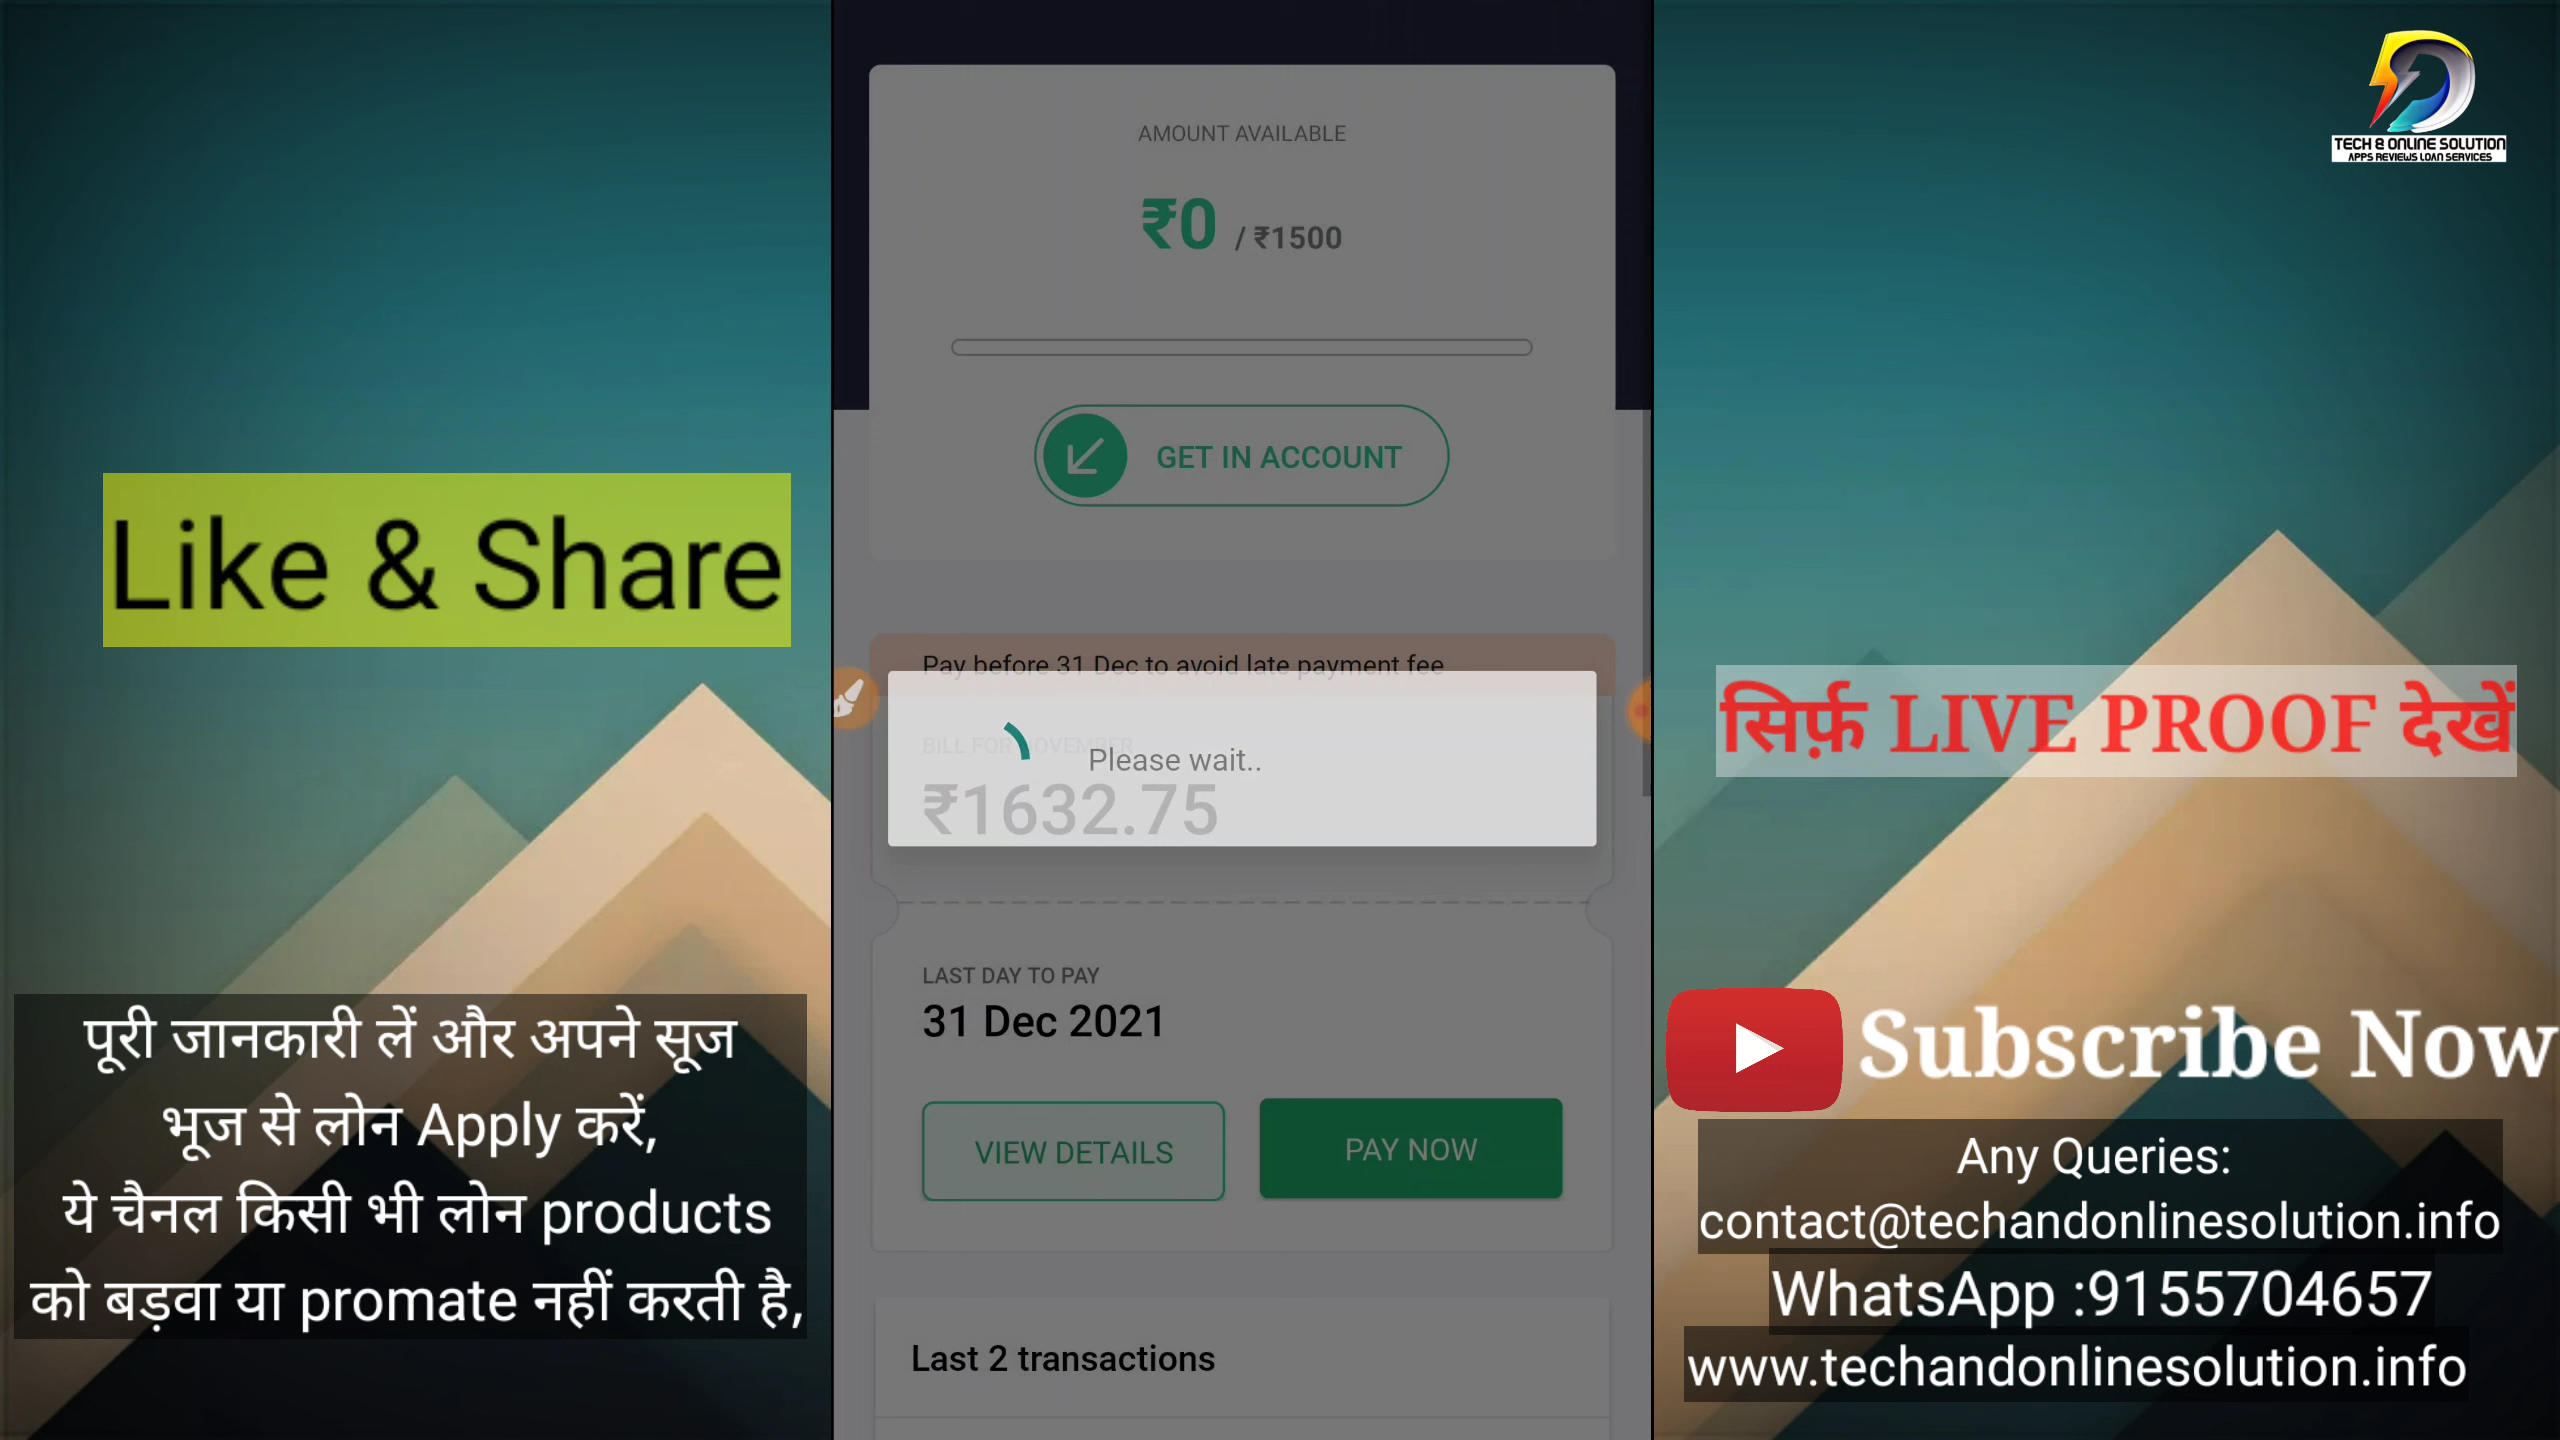 TECH & ONLINE SOLUTION
APPS REVIEWS LOAN SERVICES
AMOUNT AVAILABLE
₹0 / ₹1500
GET IN ACCOUNT
Like & Share
Pay before 31 Dec to avoid late payment fee
BILL FOR NOVEMBER
Please wait..
₹1632.75
सिर्फ़ LIVE PROOF देखें
LAST DAY TO PAY
31 Dec 2021
VIEW DETAILS
PAY NOW
Last 2 transactions
पूरी जानकारी लें और अपने सूज
भूज से लोन Apply करें,
ये चैनल किसी भी लोन products
को बड़वा या promate नहीं करती है,
Subscribe Now
Any Queries:
contact@techandonlinesolution.info
WhatsApp :9155704657
www.techandonlinesolution.info